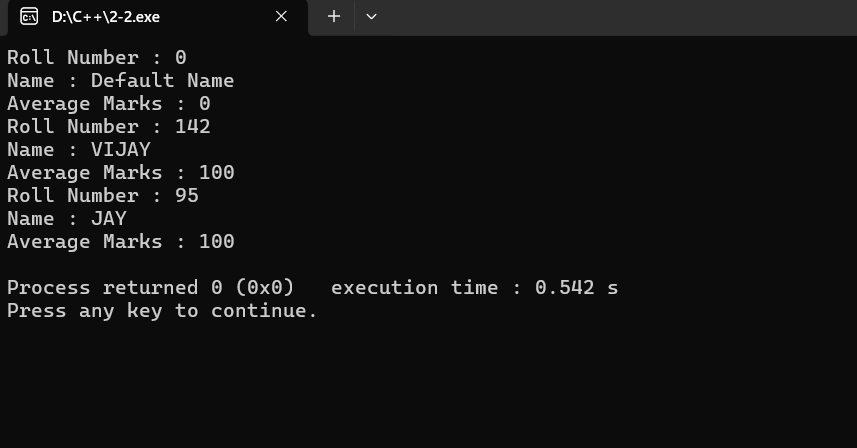 D:\C++\2-2.exe
Roll Number : 0
Name : Default Name
Average Marks : 0
Roll Number : 142
Name : VIJAY
Average Marks : 100
Roll Number : 95
Name : JAY
Average Marks : 100
Process returned 0 (0x0)   execution time : 0.542 s
Press any key to continue.